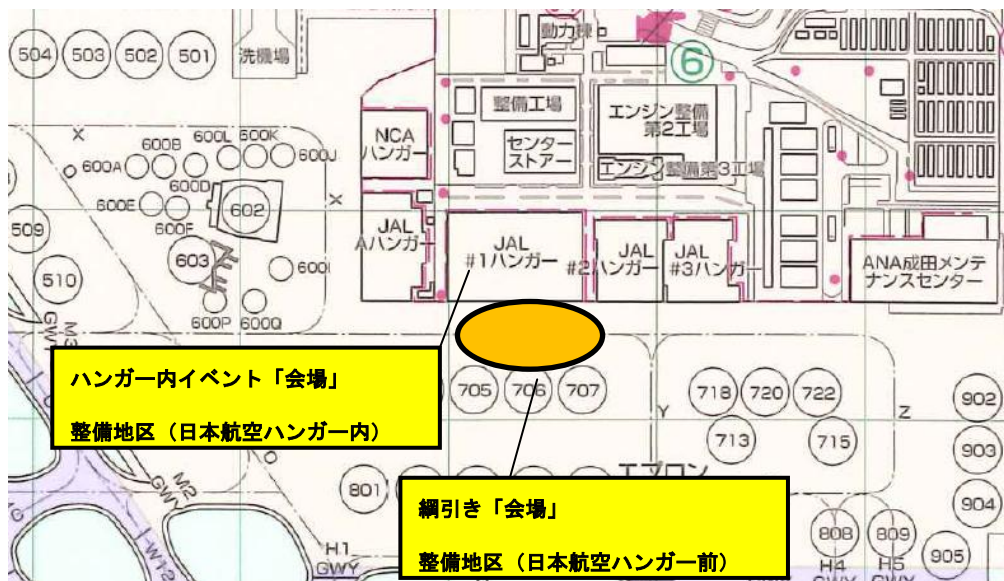 504
503
502
501
洗機場
動力棟
⑥
整備工場
エンジン整備
第2工場
NCA
ハンガー
センター
ストアー
エンジン整備第3工場
600L
600K
600J
600B
600A
600D
X
X
600E
602
600F
509
603
510
600I
600P
600Q
JAL
Aハンガー
JAL
#1ハンガー
JAL
#2ハンガー
JAL
#3ハンガー
ANA成田メンテ
ナンスセンター
M3
GWY
ハンガー内イベント「会場」
整備地区(日本航空ハンガー内)
705
706
707
718
720
722
902
Y
Z
713
715
903
エプロン
M2
GWY
801
904
綱引き「会場」
整備地区(日本航空ハンガー前)
W12
H1
GWY
808
809
905
H4
GWY
H5
GWY